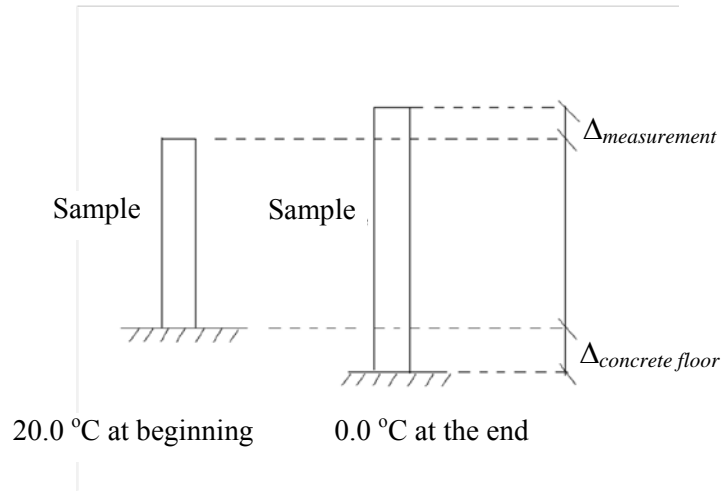 Δmeasurement
Sample
Sample
Δconcrete floor
20.0 °C at beginning
0.0 °C at the end